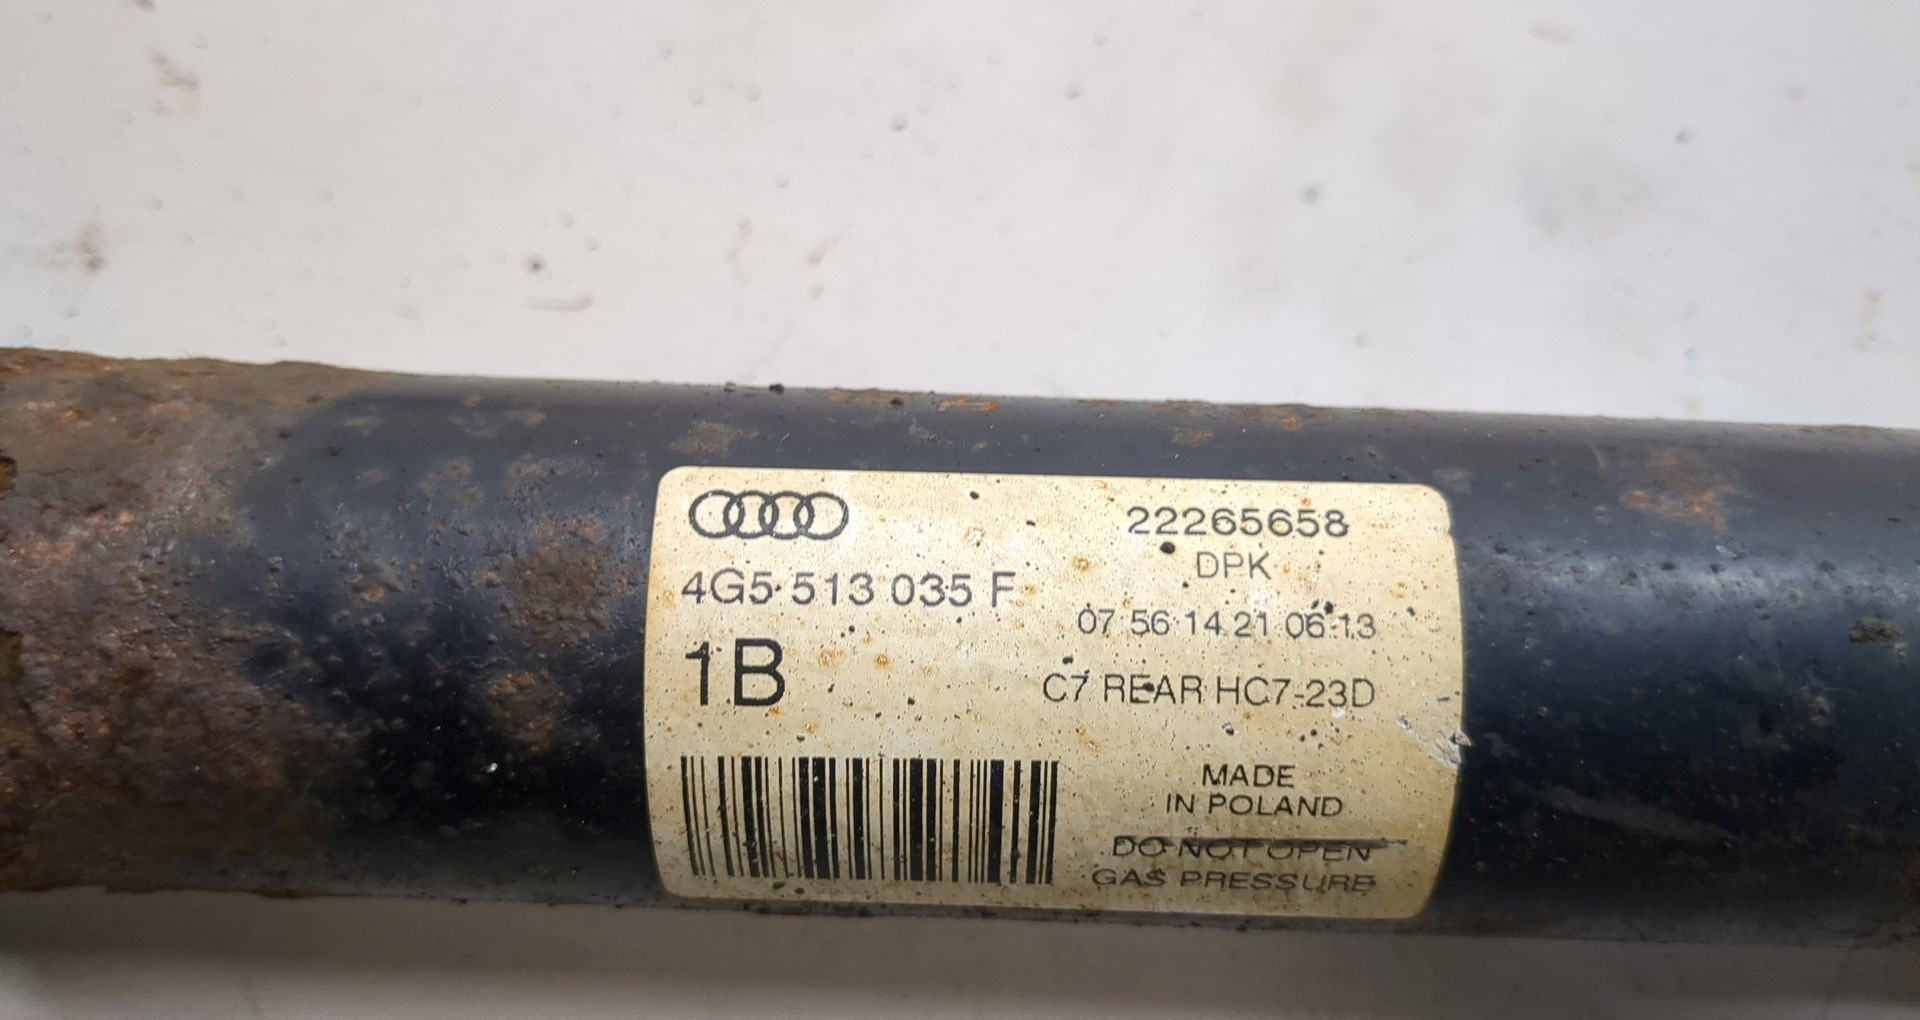 4G5 513 035 F
1B
22265658
DPK
07 56 14 21 06 13
C7 REAR HC7-23D
MADE
IN POLAND
DO NOT OPEN
GAS PRESSURE